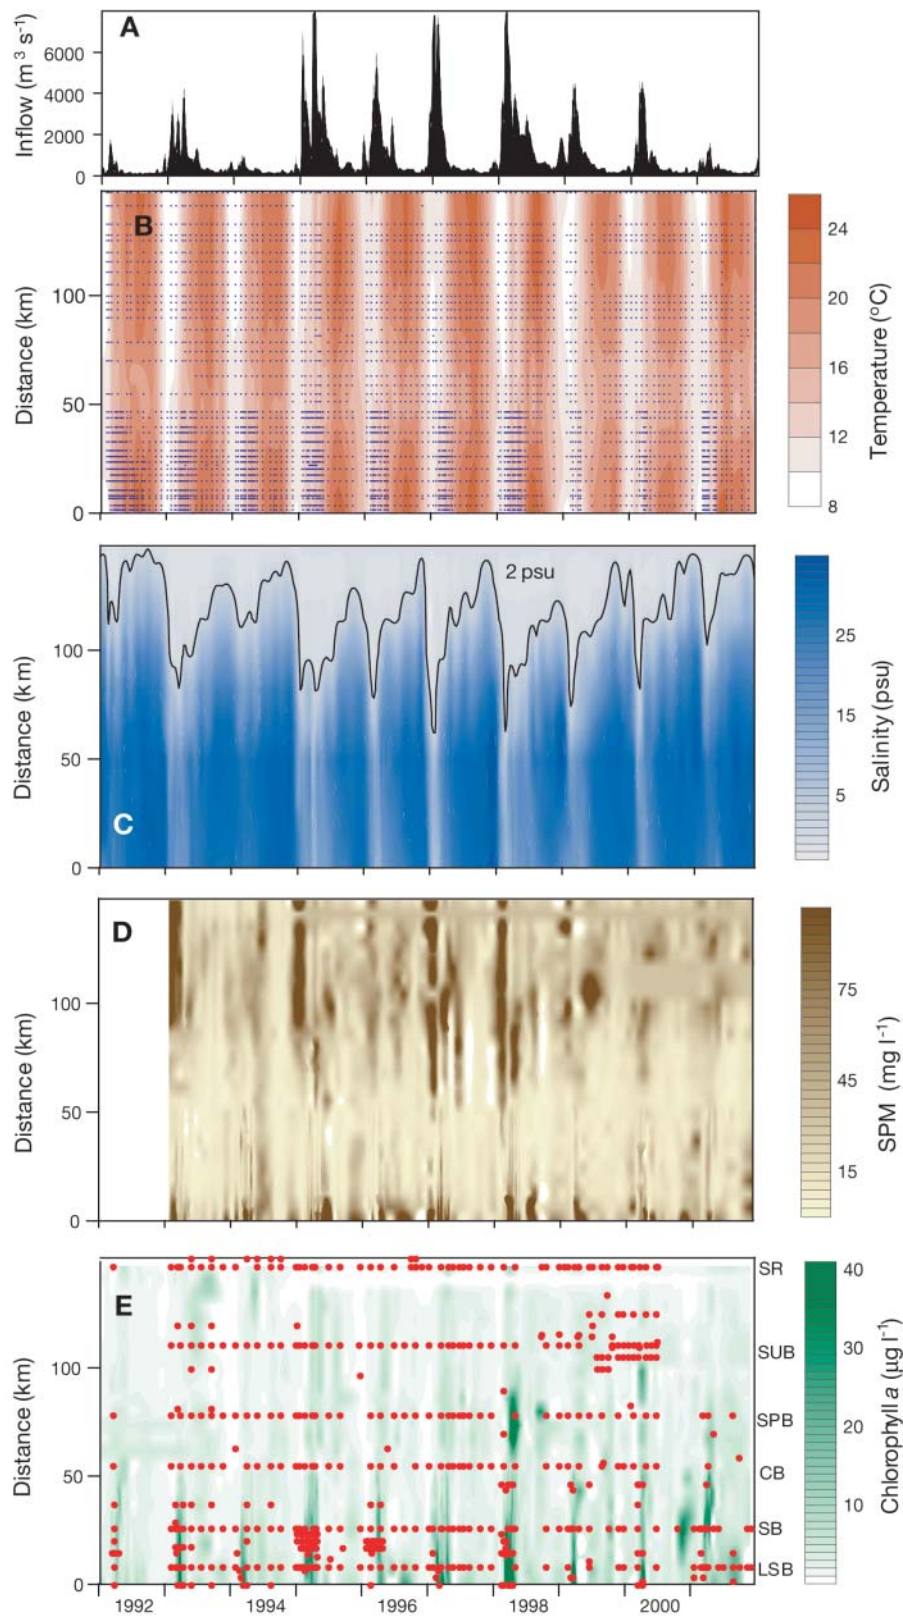 A
Inflow (m³ s⁻¹)
6000
4000
2000
0
B
Distance (km)
100
50
0
24
20
16
12
8
Temperature (°C)
2 psu
C
Distance (km)
100
50
0
25
15
5
Salinity (psu)
D
Distance (km)
100
50
0
75
45
15
SPM (mg l⁻¹)
E
Distance (km)
100
50
0
SR
SUB
SPB
CB
SB
LSB
40
30
20
10
Chlorophyll a (µg l⁻¹)
1992 1994 1996 1998 2000